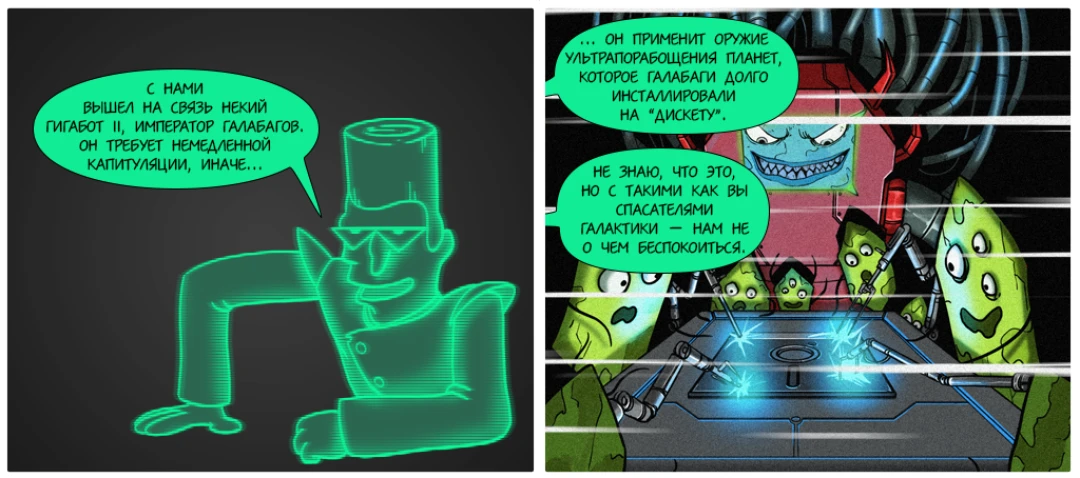 С НАМИ
ВЫШЕЛ НА СВЯЗЬ НЕКИЙ
ГИГАБОТ II, ИМПЕРАТОР ГАЛАБАГОВ.
ОН ТРЕБУЕТ НЕМЕДЛЕННОЙ
КАПИТУЛЯЦИИ, ИНАЧЕ...
... ОН ПРИМЕНИТ ОРУЖИЕ
УЛЬТРАПОРАБОЩЕНИЯ ПЛАНЕТ,
КОТОРОЕ ГАЛАБАГИ ДОЛГО
ИНСТАЛЛИРОВАЛИ
НА "ДИСКЕТУ".
НЕ ЗНАЮ, ЧТО ЭТО,
НО С ТАКИМИ КАК ВЫ
СПАСАТЕЛЯМИ
ГАЛАКТИКИ — НАМ НЕ
О ЧЕМ БЕСПОКОИТЬСЯ.